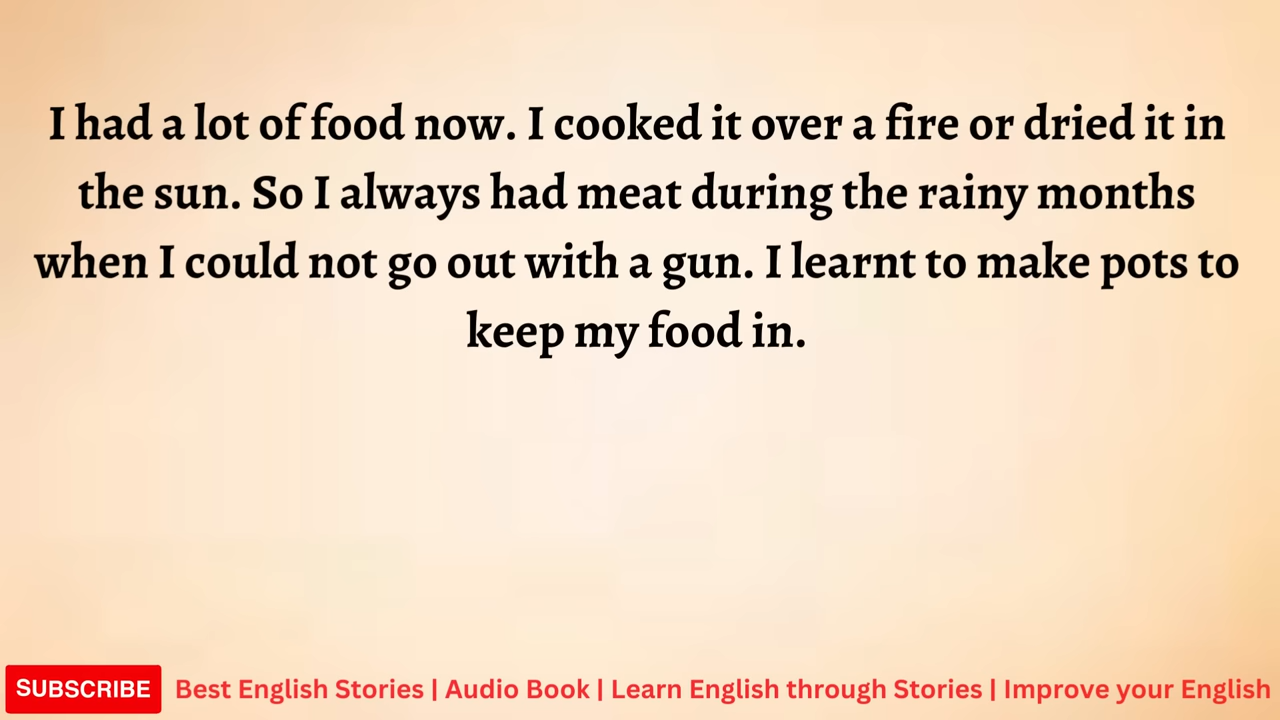 I had a lot of food now. I cooked it over a fire or dried it in
the sun. So I always had meat during the rainy months
when I could not go out with a gun. I learnt to make pots to
keep my food in.
SUBSCRIBE Best English Stories | Audio Book | Learn English through Stories | Improve your English